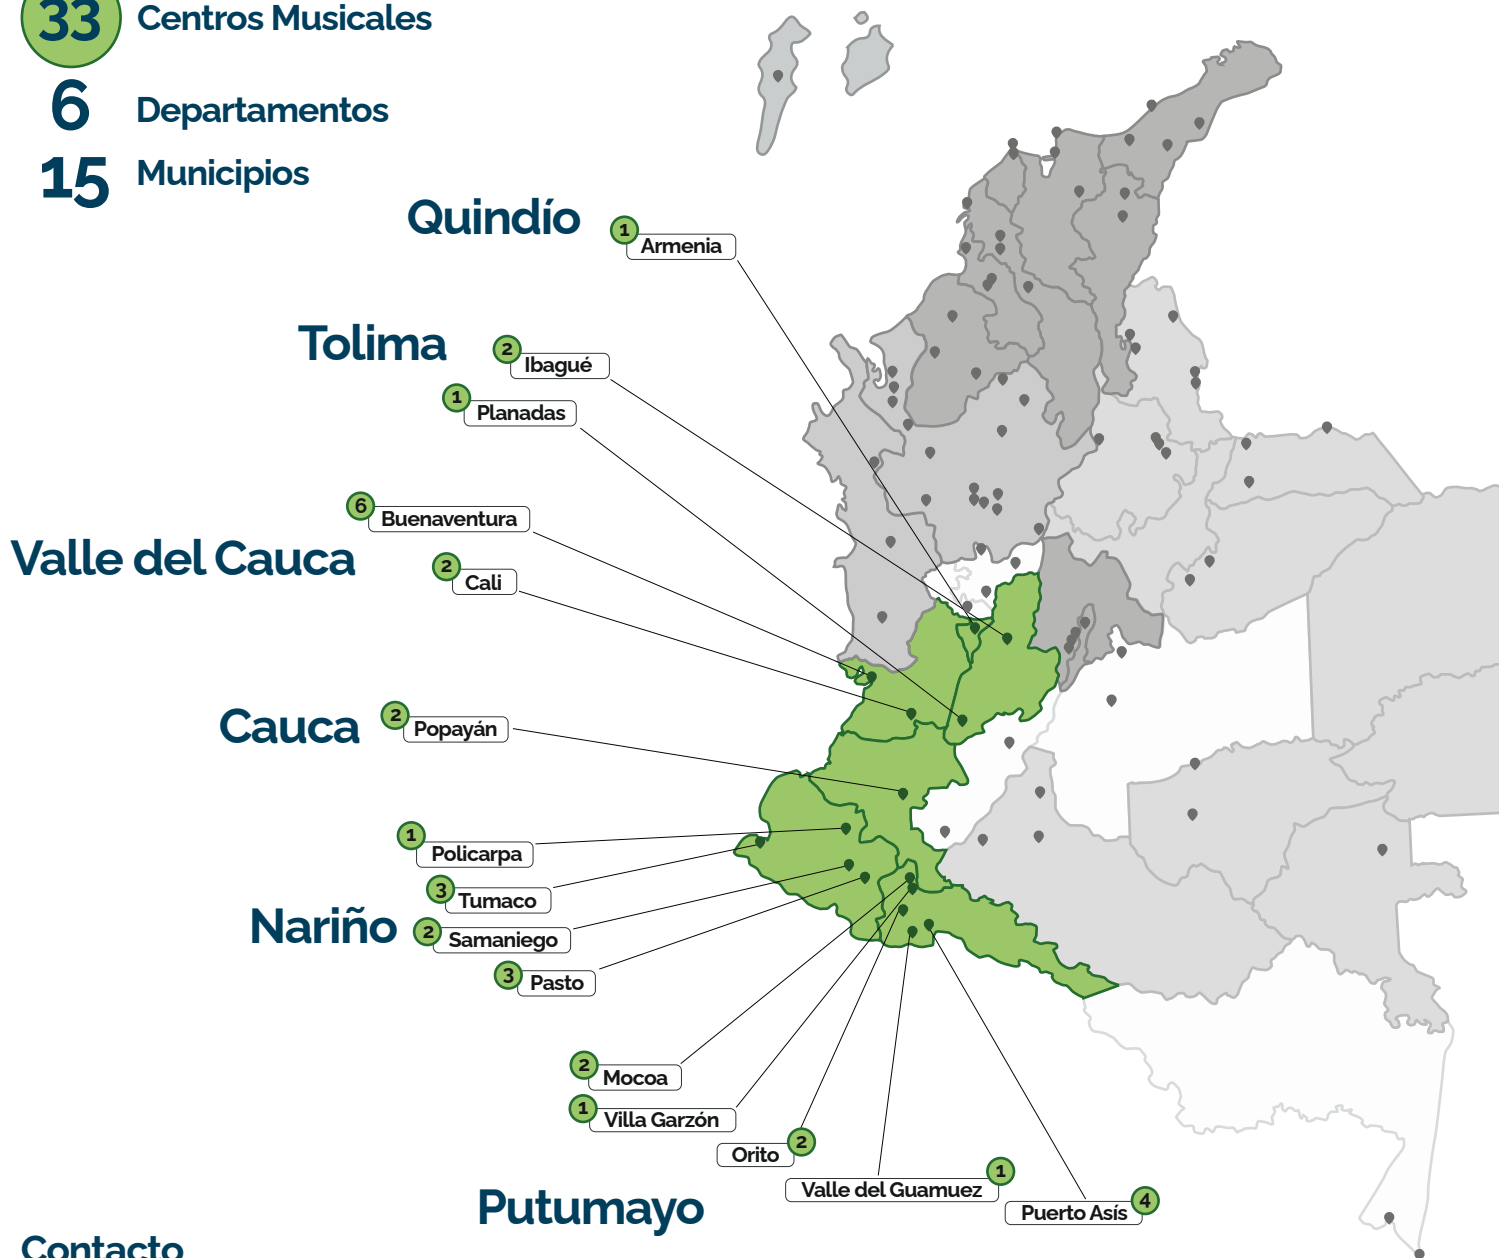 33 Centros Musicales
6 Departamentos
15 Municipios
Quindío
1 Armenia
Tolima
2 Ibagué
1 Planadas
Valle del Cauca
6 Buenaventura
2 Cali
Cauca
2 Popayán
Nariño
1 Policarpa
3 Tumaco
2 Samaniego
3 Pasto
Putumayo
2 Mocoa
1 Villa Garzón
Orito 2
Valle del Guamuez 1
Puerto Asís 4
Contacto